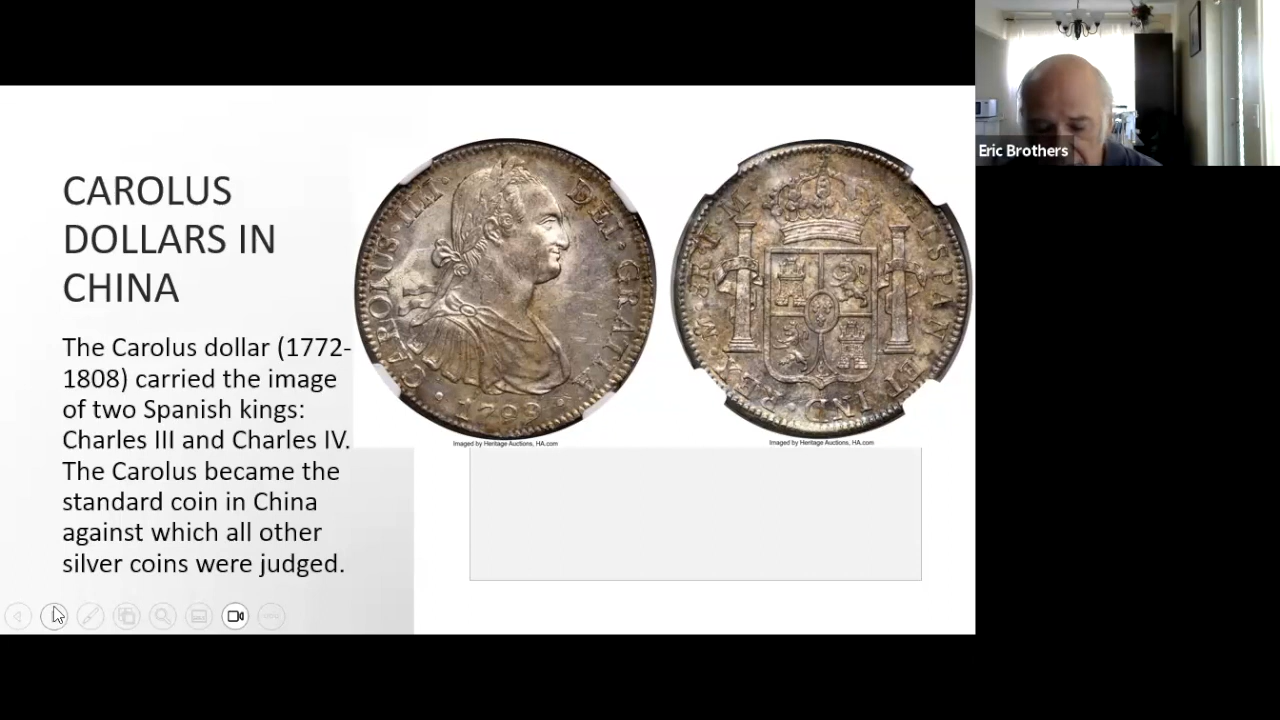 CAROLUS
DOLLARS IN
CHINA
The Carolus dollar (1772-
1808) carried the image
of two Spanish kings:
Charles III and Charles IV.
The Carolus became the
standard coin in China
against which all other
silver coins were judged.
CAROLUS·IIII· DEI·GRATIA·
Imaged by Heritage Auctions, HA.com
·HISPAN·ET IND·REX· 8R·
Imaged by Heritage Auctions, HA.com
Eric Brothers